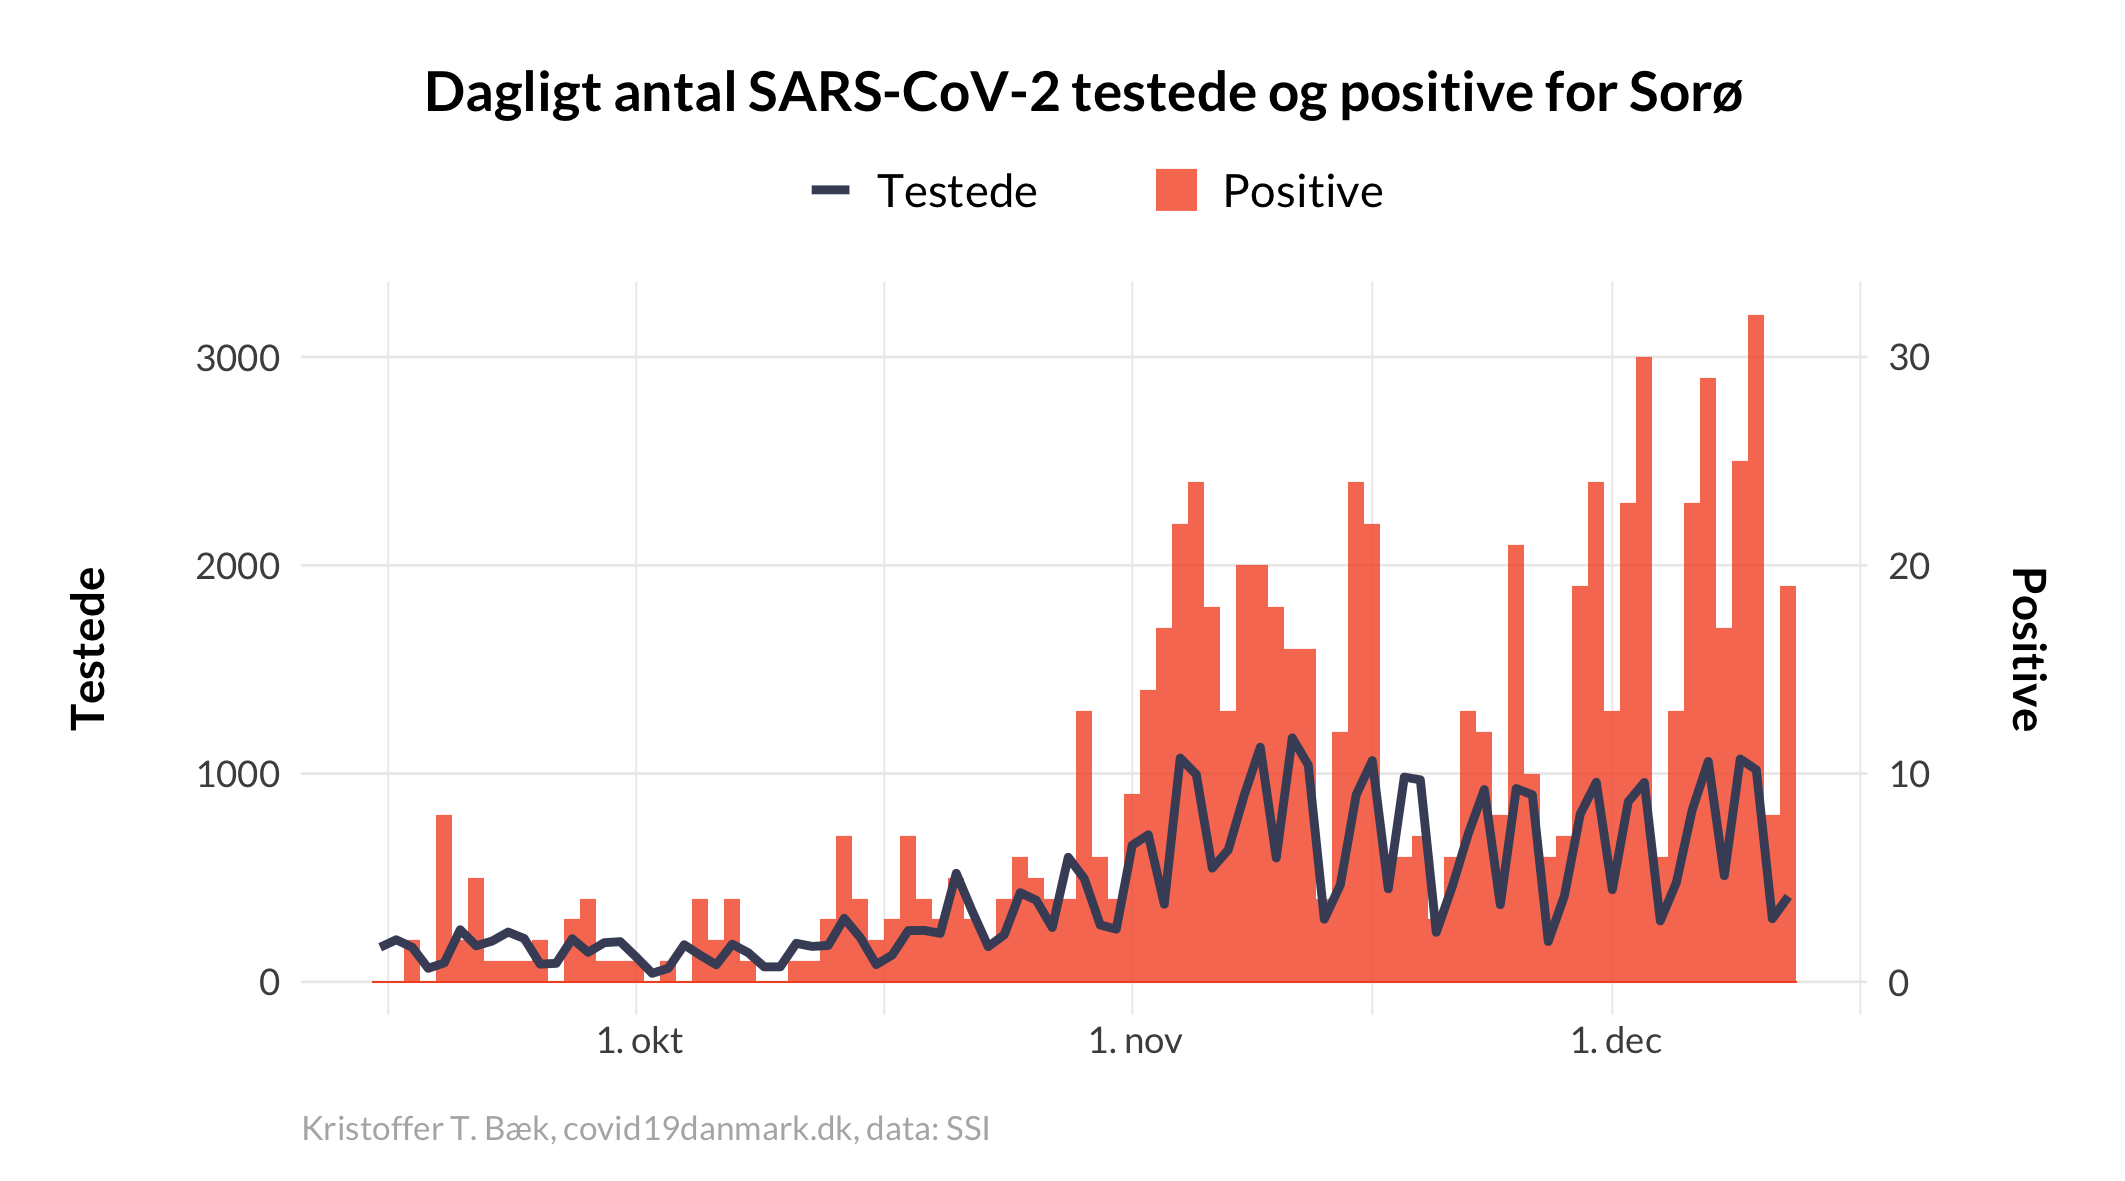 Dagligt antal SARS-CoV-2 testede og positive for Sorø
Testede
Positive
3000
2000
1000
0
30
20
10
0
Testede
Positive
1. okt
1. nov
1. dec
Kristoffer T. Bæk, covid19danmark.dk, data: SSI